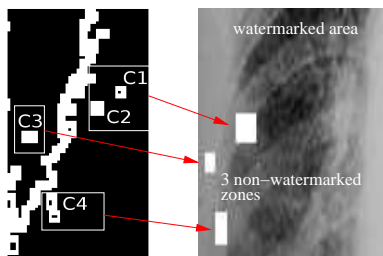 C1
C2
C3
C4
watermarked area
3 non−watermarked
zones